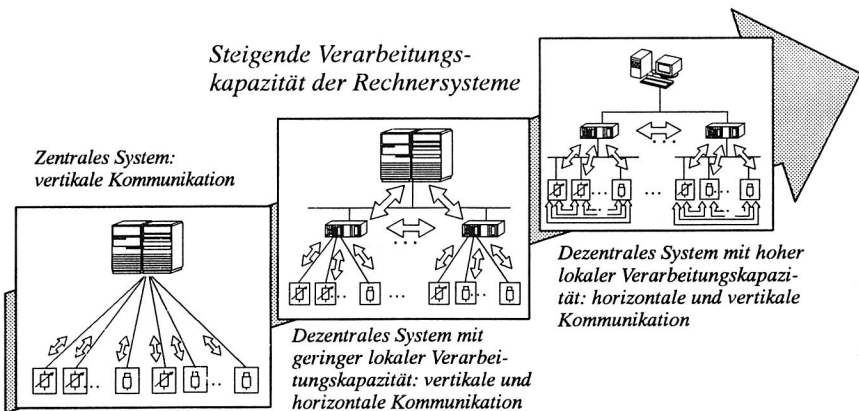 Steigende Verarbeitungs-
kapazität der Rechnersysteme
Zentrales System:
vertikale Kommunikation
Dezentrales System mit
geringer lokaler Verarbei-
tungskapazität: vertikale und
horizontale Kommunikation
Dezentrales System mit hoher
lokaler Verarbeitungskapazi-
tät: horizontale und vertikale
Kommunikation